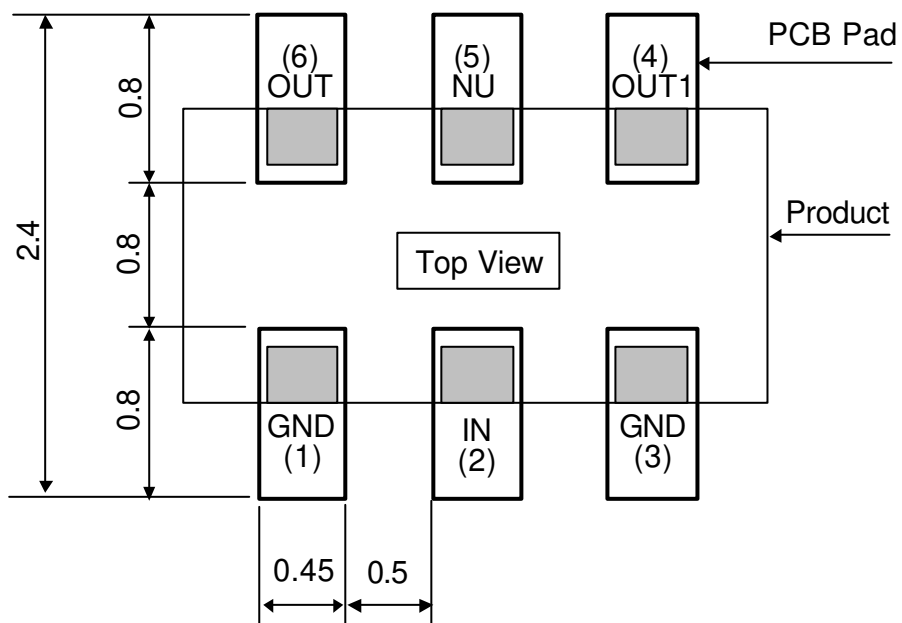 (6)
OUT
(5)
NU
(4)
OUT1
PCB Pad
0.8
2.4
0.8
Product
Top View
0.8
GND
(1)
IN
(2)
GND
(3)
0.45
0.5